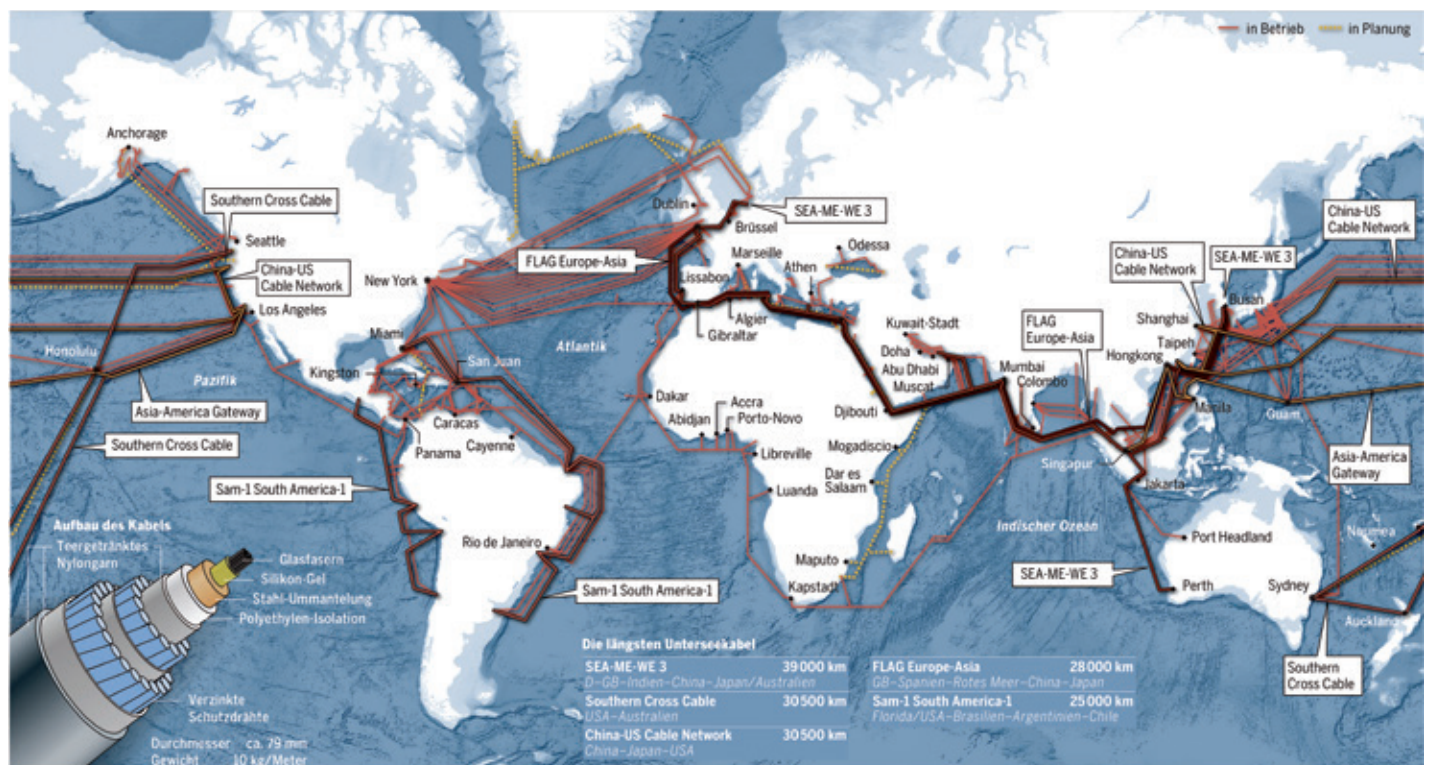 in Betrieb
in Planung
Anchorage
Southern Cross Cable
Seattle
China-US
Cable Network
Los Angeles
Honolulu
Pazifik
Asia-America Gateway
Southern Cross Cable
New York
Miami
Kingston
San Juan
Atlantik
Caracas
Cayenne
Panama
Sam-1 South America-1
Rio de Janeiro
Sam-1 South America-1
Dublin
SEA-ME-WE 3
Brüssel
FLAG Europe-Asia
Marseille
Odessa
Athen
Lissabon
Algier
Gibraltar
Kuwait-Stadt
Doha
Abu Dhabi
Muscat
Dakar
Abidjan
Accra
Porto-Novo
Djibouti
Mogadiscio
Libreville
Dar es
Salaam
Luanda
Maputo
Kapstadt
FLAG
Europe-Asia
Mumbai
Colombo
China-US
Cable Network
China-US
Cable Network
SEA-ME-WE 3
Busan
Shanghai
Taipeh
Hongkong
Manila
Guam
Asia-America
Gateway
Singapur
Jakarta
Indischer Ozean
Port Headland
Noumea
SEA-ME-WE 3
Perth
Sydney
Auckland
Southern
Cross Cable
Aufbau des Kabels
Teergetränktes
Nylongarn
Glasfasern
Silikon-Gel
Stahl-Ummantelung
Polyethylen-Isolation
Verzinkte
Schutzdrähte
Durchmesser ca. 79 mm
Gewicht 10 kg/Meter
Die längsten Unterseekabel
SEA-ME-WE 3 39 000 km
D–GB–Indien–China–Japan/Australien
Southern Cross Cable 30 500 km
USA–Australien
China-US Cable Network 30 500 km
China–Japan–USA
FLAG Europe-Asia 28 000 km
GB–Spanien–Rotes Meer–China–Japan
Sam-1 South America-1 25 000 km
Florida/USA–Brasilien–Argentinien–Chile